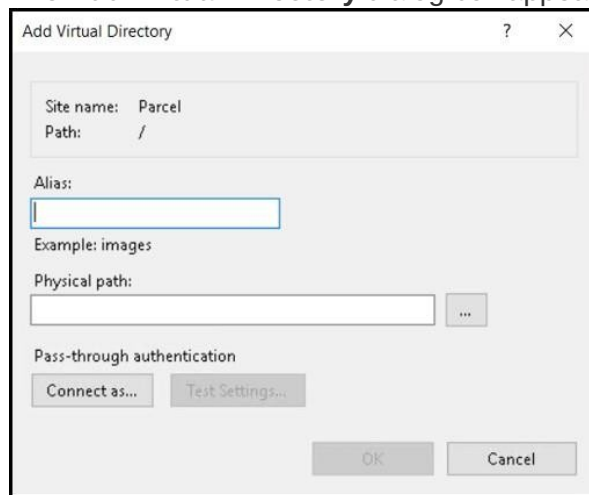 Add Virtual Directory ? ×
Site name: Parcel
Path: /
Alias:
Example: images
Physical path:
...
Pass-through authentication
Connect as... Test Settings...
OK Cancel